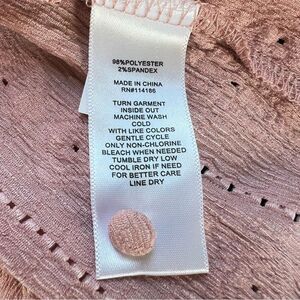 98%POLYESTER
2%SPANDEX
MADE IN CHINA
RN#114186
TURN GARMENT
INSIDE OUT
MACHINE WASH
COLD
WITH LIKE COLORS
GENTLE CYCLE
ONLY NON-CHLORINE
BLEACH WHEN NEEDED
TUMBLE DRY LOW
COOL IRON IF NEED
FOR BETTER CARE
LINE DRY